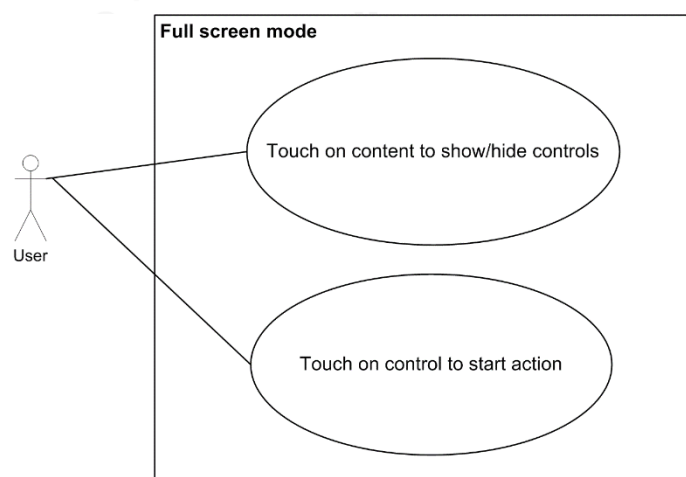 Full screen mode
Touch on content to show/hide controls
User
Touch on control to start action